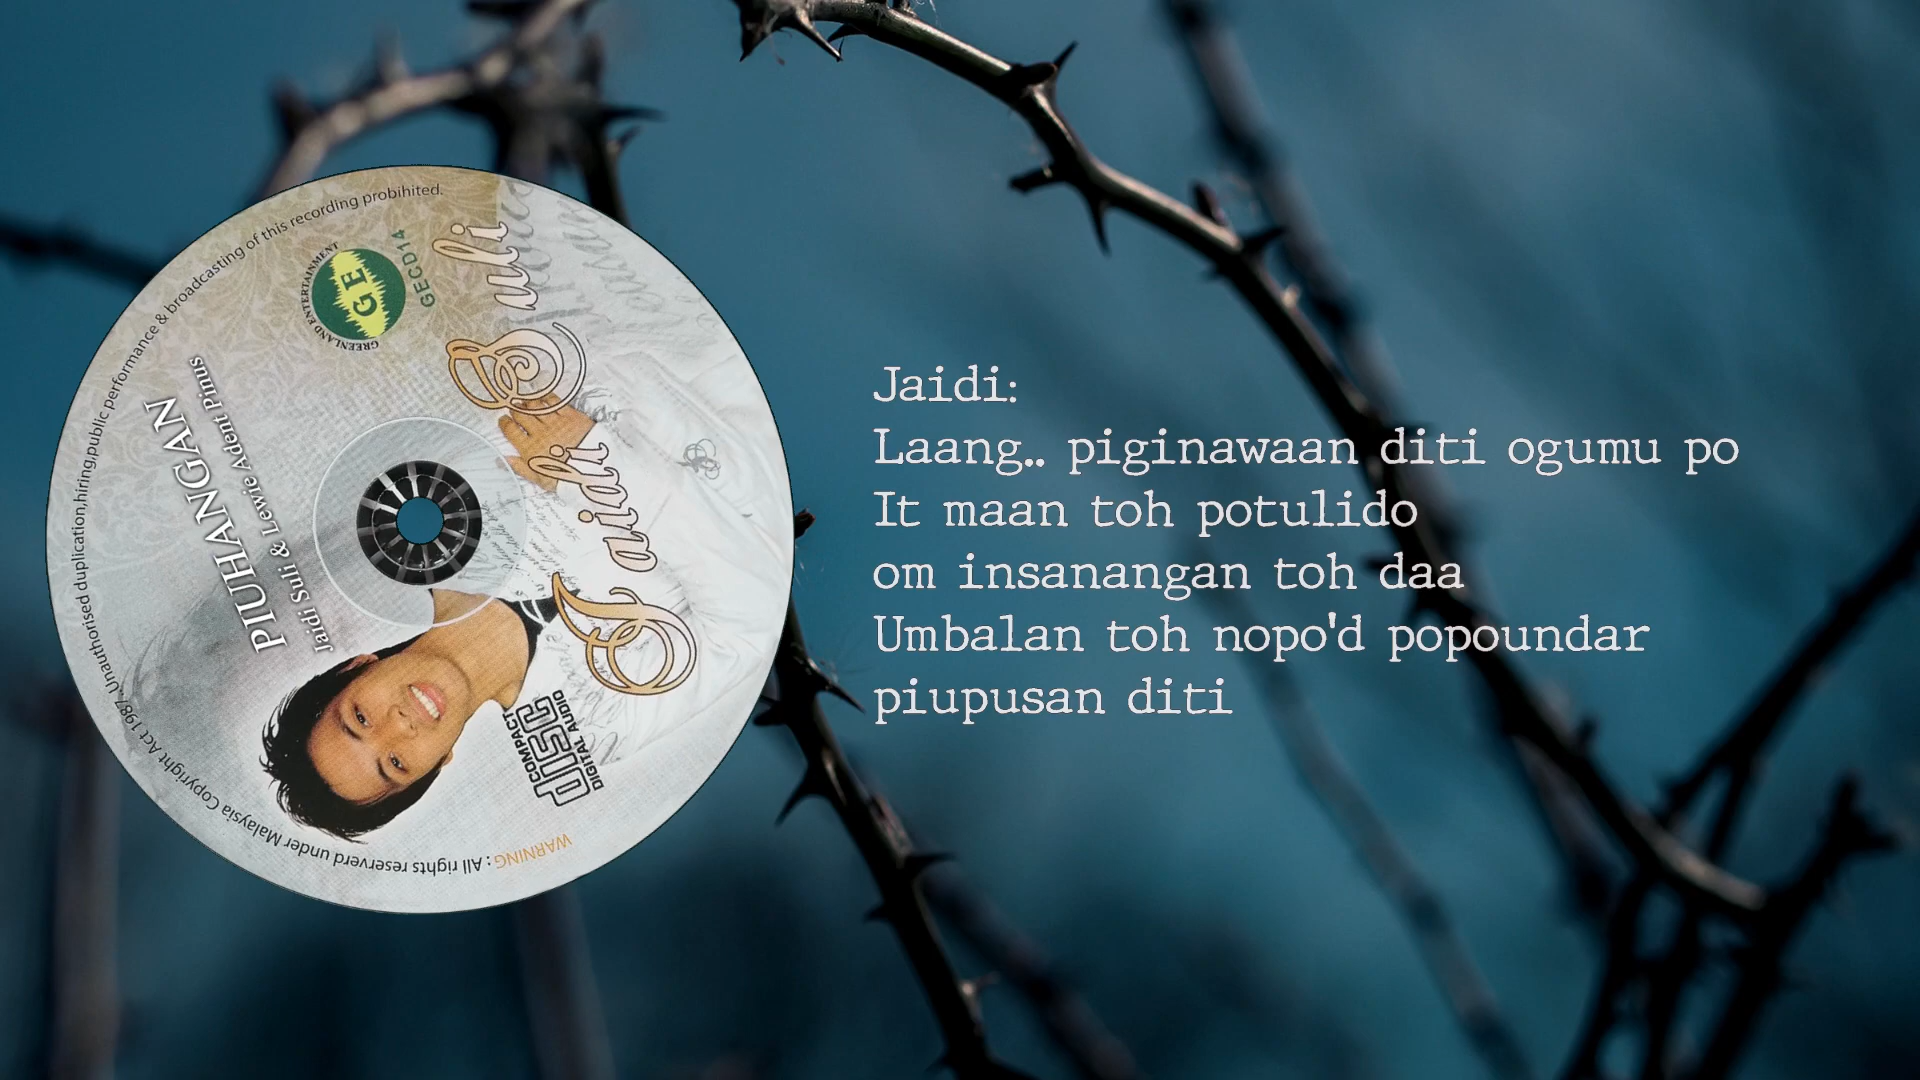 WARNING : All rights reserverd under Malaysia Copyright Act 1987. Unauthorised duplication,hiring,public performance & broadcasting of this recording probihited.
GREENLAND ENTERTAINMENT
GE
GECD14
PIUHANGAN
Jaidi Suli & Lewie Adent Pinus
Jaidi Suli
COMPACT
disc
DIGITAL AUDIO
Jaidi:
Laang.. piginawaan diti ogumu po
It maan toh potulido
om insanangan toh daa
Umbalan toh nopo'd popoundar
piupusan diti